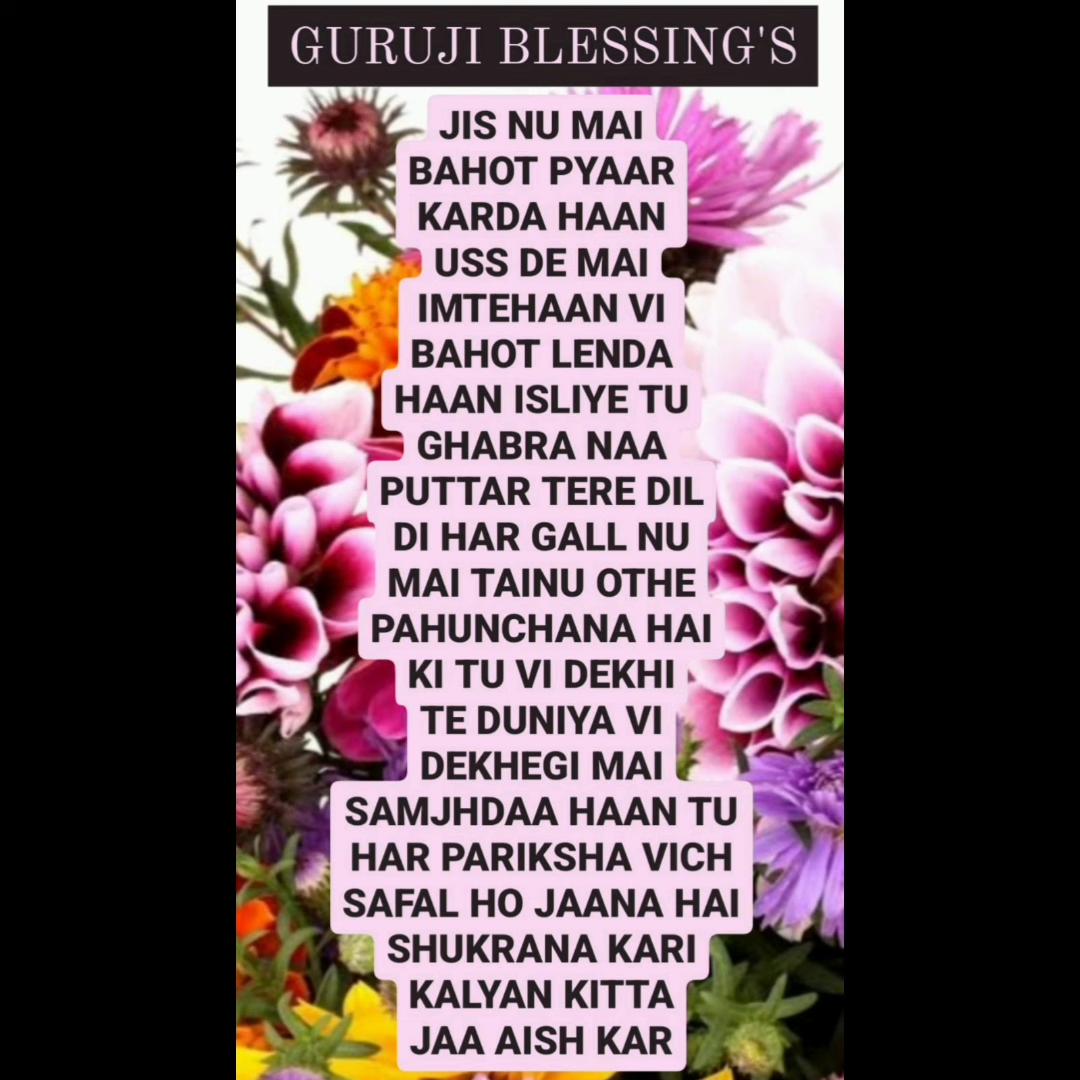 GURUJI BLESSING'S
JIS NU MAI
BAHOT PYAAR
KARDA HAAN
USS DE MAI
IMTEHAAN VI
BAHOT LENDA
HAAN ISLIYE TU
GHABRA NAA
PUTTAR TERE DIL
DI HAR GALL NU
MAI TAINU OTHE
PAHUNCHANA HAI
KI TU VI DEKHI
TE DUNIYA VI
DEKHEGI MAI
SAMJHDAA HAAN TU
HAR PARIKSHA VICH
SAFAL HO JAANA HAI
SHUKRANA KARI
KALYAN KITTA
JAA AISH KAR